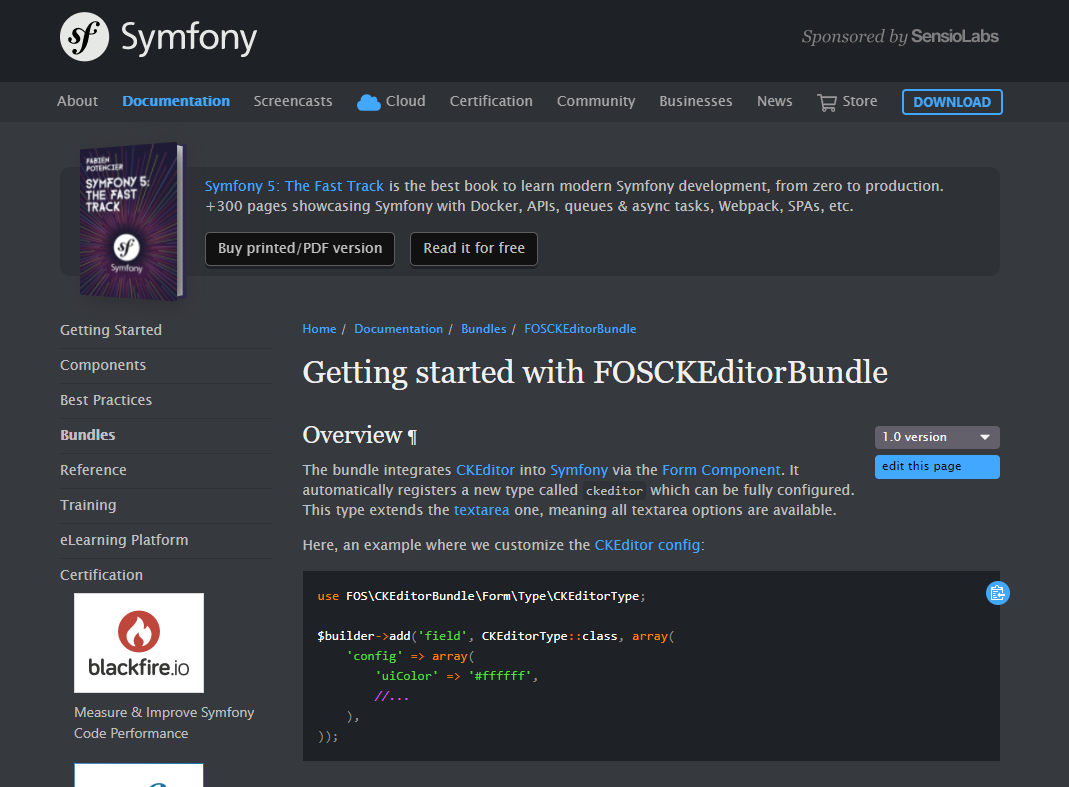 sf Symfony
Sponsored by SensioLabs
About Documentation Screencasts Cloud Certification Community Businesses News Store DOWNLOAD
FABIEN
POTENCIER
SYMFONY 5:
THE FAST
TRACK
sf
Symfony
Symfony 5: The Fast Track is the best book to learn modern Symfony development, from zero to production.
+300 pages showcasing Symfony with Docker, APIs, queues & async tasks, Webpack, SPAs, etc.
Buy printed/PDF version Read it for free
Getting Started
Components
Best Practices
Bundles
Reference
Training
eLearning Platform
Certification
blackfire.io
Measure & Improve Symfony
Code Performance
Home / Documentation / Bundles / FOSCKEditorBundle
Getting started with FOSCKEditorBundle
Overview ¶
1.0 version
edit this page
The bundle integrates CKEditor into Symfony via the Form Component. It
automatically registers a new type called ckeditor which can be fully configured.
This type extends the textarea one, meaning all textarea options are available.
Here, an example where we customize the CKEditor config:
use FOS\CKEditorBundle\Form\Type\CKEditorType;
$builder->add('field', CKEditorType::class, array(
    'config' => array(
        'uiColor' => '#ffffff',
        //...
    ),
));